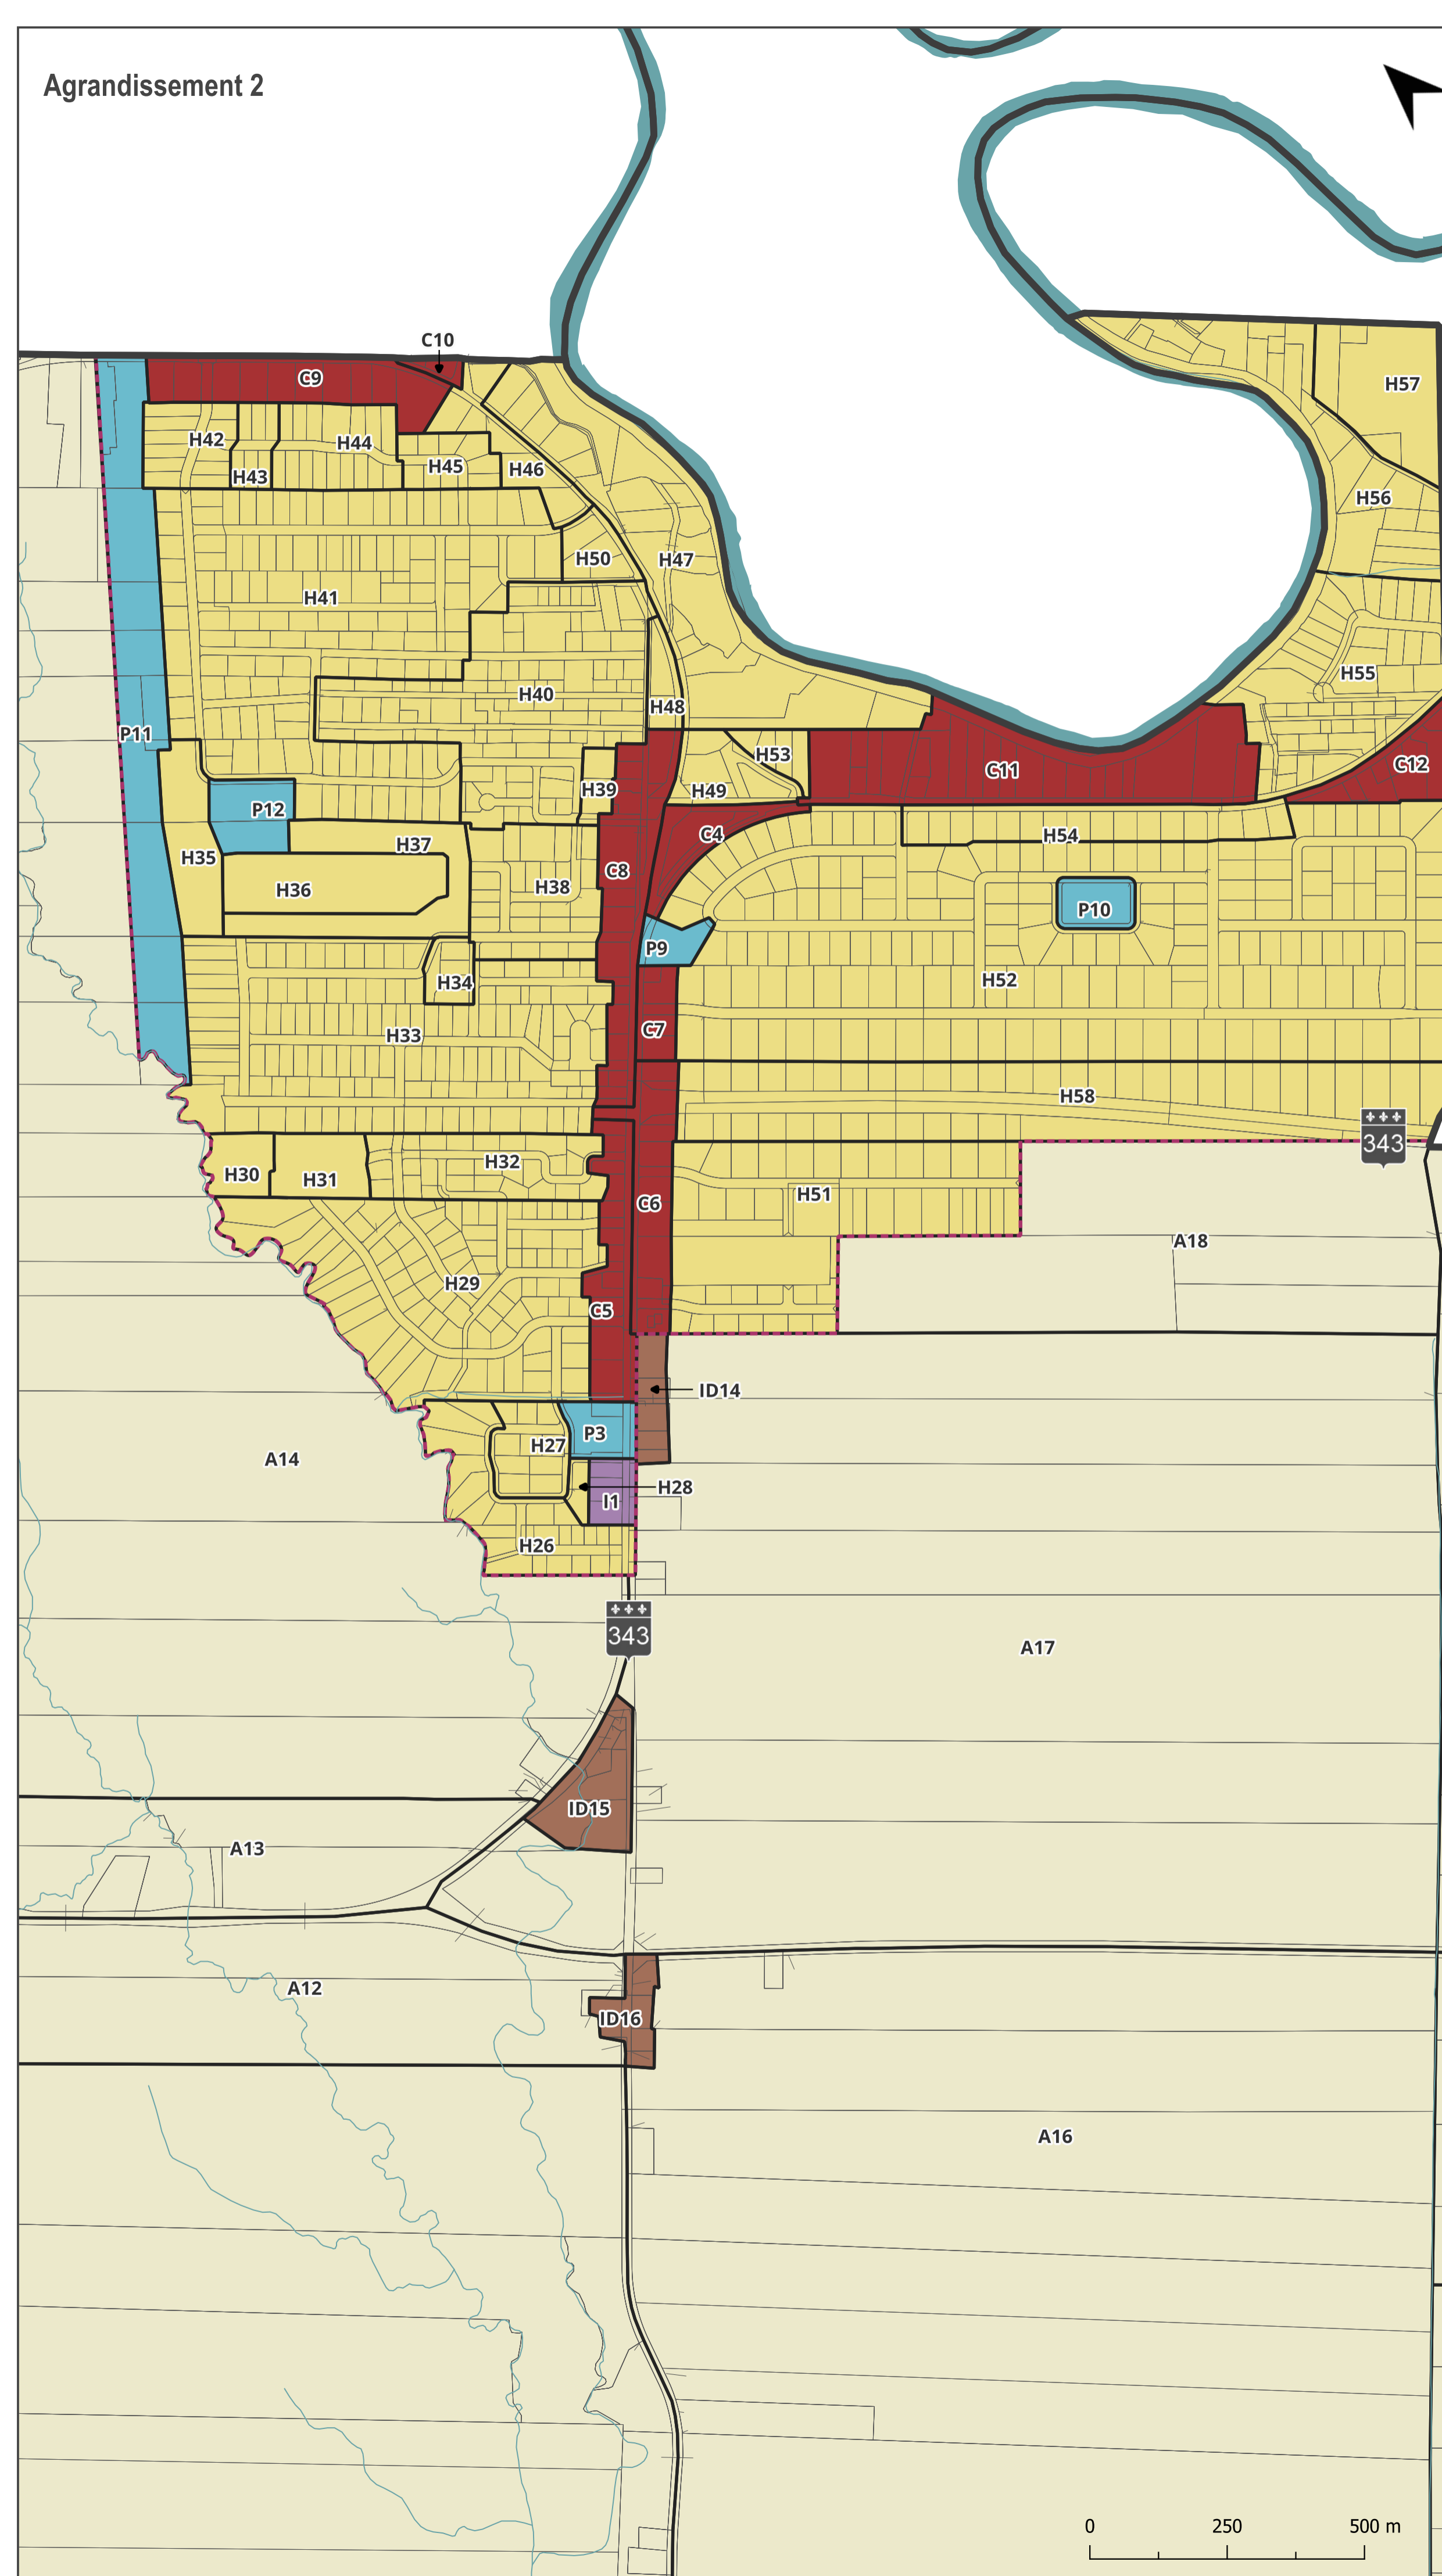 Agrandissement 2
C10
C9
H57
H42
H44
H45
H46
H43
H56
H50
H47
H41
H55
H40
H48
P11
H53
C11
C12
H39
H49
P12
C4
H54
H37
H35
C8
H36
H38
P10
P9
H34
H52
H33
C7
H58
343
H32
H30
H31
H51
C6
A18
H29
C5
ID14
P3
H27
A14
H28
I1
H26
343
A17
ID15
A13
A12
ID16
A16
0 250 500 m